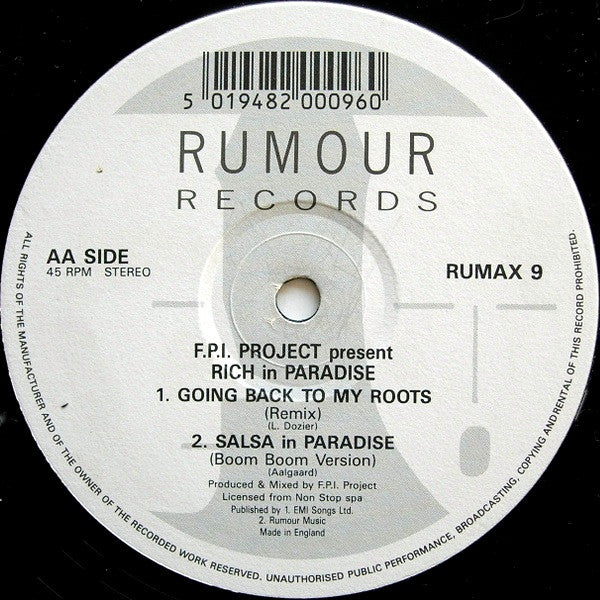 5 019482 000960
RUMOUR
RECORDS
AA SIDE
45 RPM STEREO
RUMAX 9
F.P.I. PROJECT present
RICH in PARADISE
1. GOING BACK TO MY ROOTS
(Remix)
(L. Dozier)
2. SALSA in PARADISE
(Boom Boom Version)
(Aalgaard)
Produced & Mixed by F.P.I. Project
Licensed from Non Stop spa
Published by 1. EMI Songs Ltd.
2. Rumour Music
Made in England
ALL RIGHTS OF THE MANUFACTURER AND OF THE OWNER OF THE RECORDED WORK RESERVED. UNAUTHORISED PUBLIC PERFORMANCE, BROADCASTING, COPYING AND RENTAL OF THIS RECORD PROHIBITED.